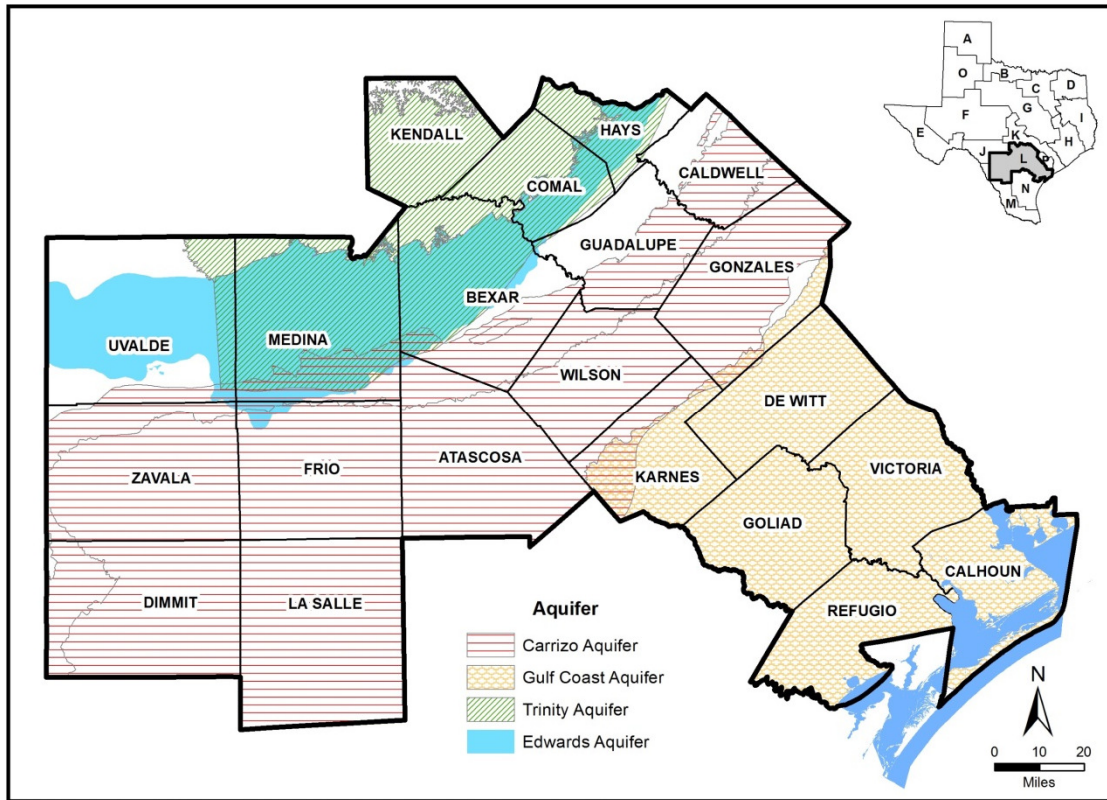 KENDALL
HAYS
COMAL
CALDWELL
GUADALUPE
GONZALES
BEXAR
UVALDE
MEDINA
WILSON
DE WITT
ZAVALA
FRIO
ATASCOSA
KARNES
VICTORIA
GOLIAD
CALHOUN
DIMMIT
LA SALLE
REFUGIO
A
O
B
C
D
F
G
I
E
K
H
J
L
P
N
M
Aquifer
Carrizo Aquifer
Gulf Coast Aquifer
Trinity Aquifer
Edwards Aquifer
N
0 10 20
Miles